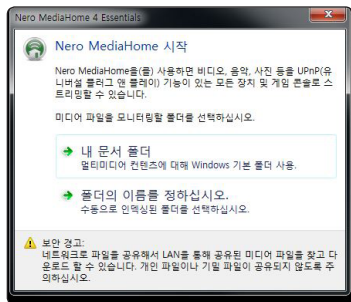 Nero MediaHome 4 Essentials
Nero MediaHome 시작
Nero MediaHome을(를) 사용하면 비디오, 음악, 사진 등을 UPnP(유
니버설 플러그 앤 플레이) 기능이 있는 모든 장치 및 게임 콘솔로 스
트리밍할 수 있습니다.
미디어 파일을 모니터링할 폴더를 선택하십시오.
내 문서 폴더
멀티미디어 컨텐츠에 대해 Windows 기본 폴더 사용.
폴더의 이름를 정하십시오.
수동으로 인덱싱된 폴더를 선택하십시오.
보안 경고:
네트워크로 파일을 공유해서 LAN을 통해 공유된 미디어 파일을 찾고 다
운로드 할 수 있습니다. 개인 파일이나 기밀 파일이 공유되지 않도록 주
의하십시오.